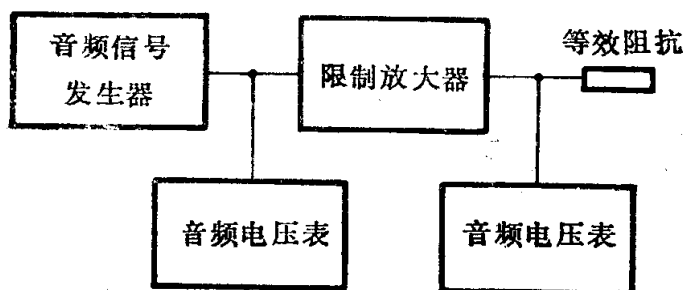 音频信号
发生器
限制放大器
等效阻抗
音频电压表
音频电压表